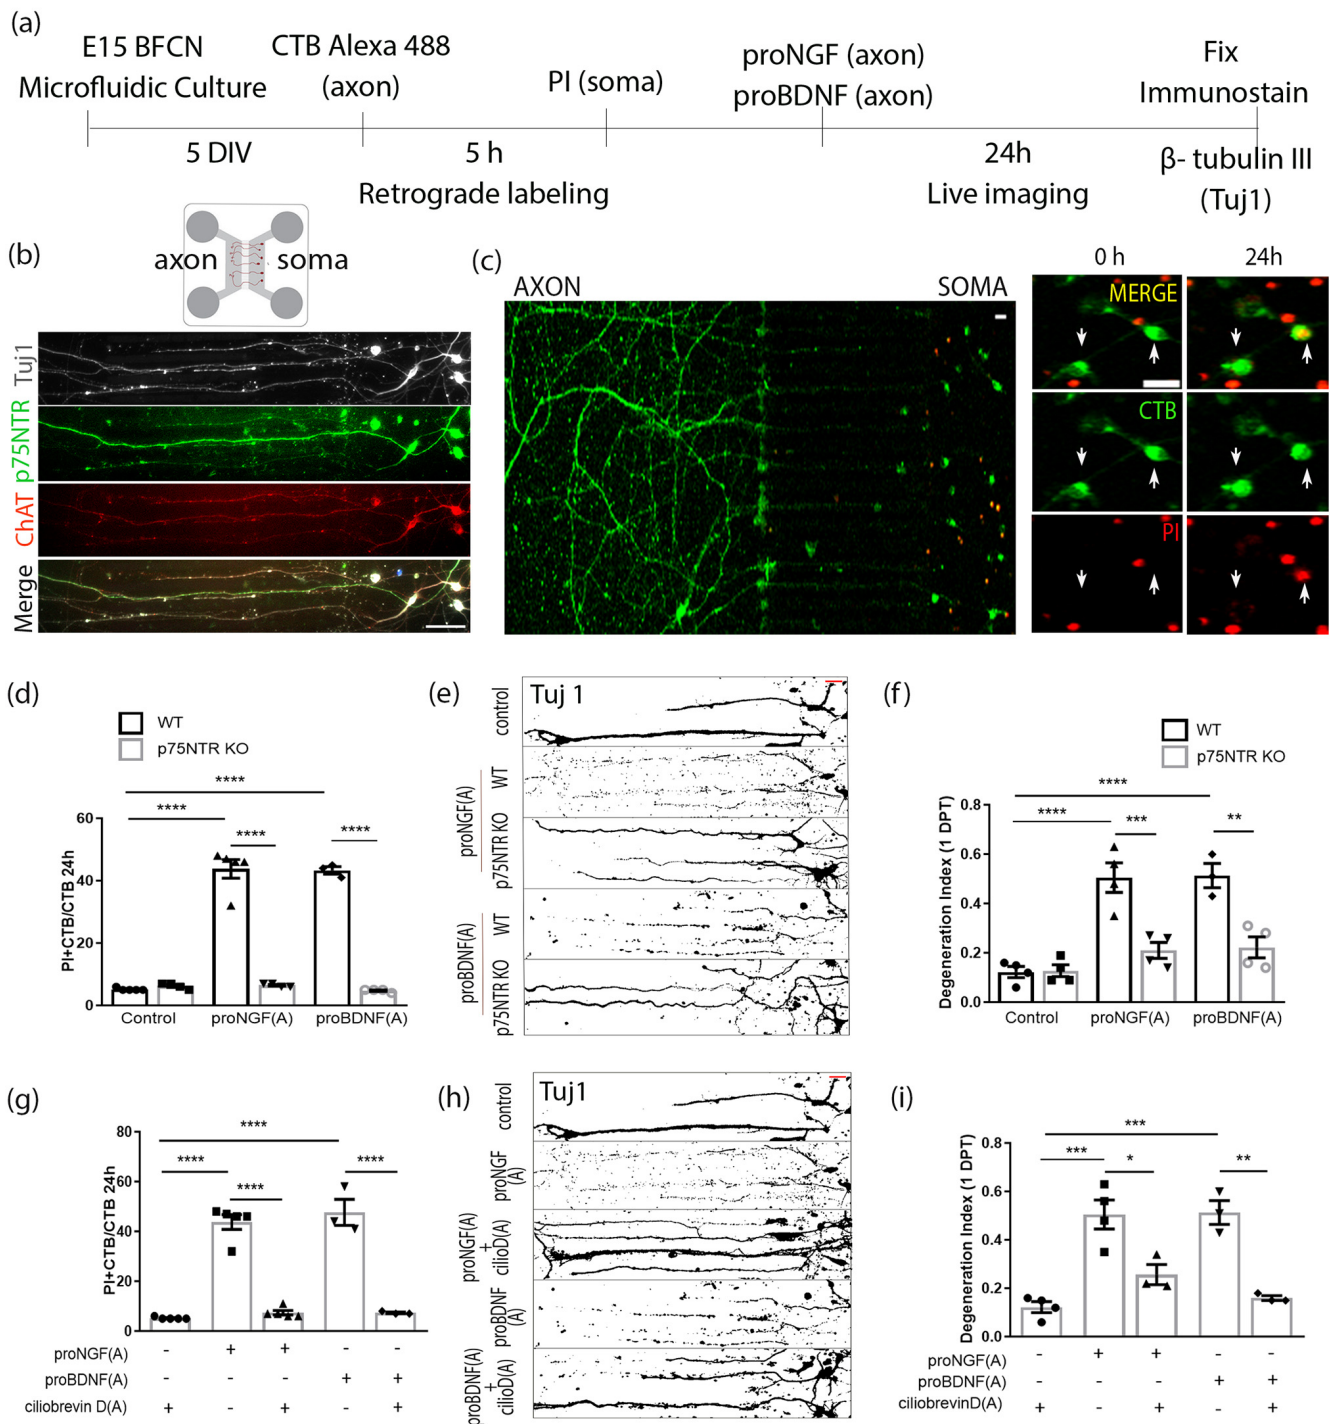 (a)
E15 BFCN
Microfluidic Culture
CTB Alexa 488
(axon)
PI (soma)
proNGF (axon)
proBDNF (axon)
Fix
Immunostain
5 DIV
5 h
24h
β- tubulin III
Retrograde labeling
Live imaging
(Tuj1)
(b)
axon
soma
Tuj1
p75NTR
ChAT
Merge
(c)
AXON
SOMA
0 h
24h
MERGE
CTB
PI
(d)
WT
p75NTR KO
****
****
****
****
PI+CTB/CTB 24h
60
40
20
0
Control
proNGF(A)
proBDNF(A)
(e)
Tuj 1
control
proNGF(A)
WT
p75NTR KO
proBDNF(A)
WT
p75NTR KO
(f)
WT
p75NTR KO
****
****
***
**
Degeneration Index (1 DPT)
0.8
0.6
0.4
0.2
0.0
Control
proNGF(A)
proBDNF(A)
(g)
****
****
****
****
PI+CTB/CTB 24h
80
60
40
20
0
proNGF(A) - + + - -
proBDNF(A) - - - + +
ciliobrevin D(A) + - + - +
(h)
Tuj1
control
proNGF
(A)
proNGF(A)
+
cilioD(A)
proBDNF
(A)
proBDNF(A)
+
cilioD(A)
(i)
***
***
*
**
Degeneration Index (1 DPT)
0.8
0.6
0.4
0.2
0.0
proNGF(A) - + + - -
proBDNF(A) - - - + +
ciliobrevinD(A) + - + - +